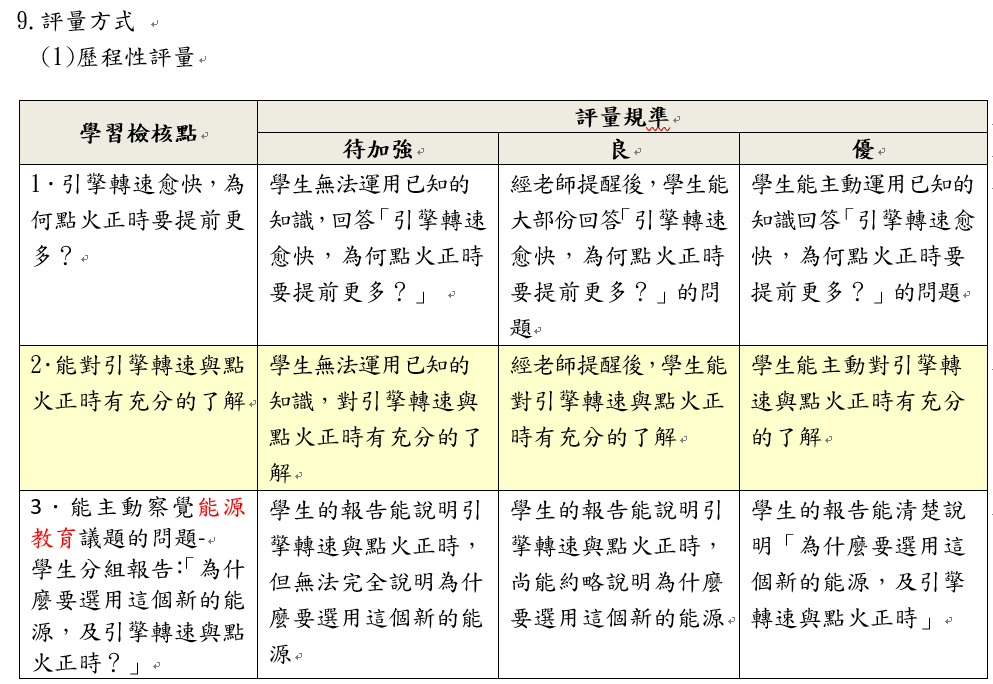 9.評量方式
(1)歷程性評量
學習檢核點
評量規準
待加強
良
優
1·引擎轉速愈快，為
何點火正時要提前更
多？
學生無法運用已知的
知識，回答「引擎轉速
愈快，為何點火正時
要提前更多？」
經老師提醒後，學生能
大部份回答「引擎轉速
愈快，為何點火正時
要提前更多？」的問
題
學生能主動運用已知的
知識回答「引擎轉速愈
快，為何點火正時要
提前更多？」的問題
2·能對引擎轉速與點
火正時有充分的了解
學生無法運用已知的
知識，對引擎轉速與
點火正時有充分的了
解
經老師提醒後，學生能
對引擎轉速與點火正
時有充分的了解
學生能主動對引擎轉
速與點火正時有充分
的了解
3·能主動察覺能源
教育議題的問題-
學生分組報告:「為什
麼要選用這個新的能
源，及引擎轉速與點
火正時？」
學生的報告能說明引
擎轉速與點火正時，
但無法完全說明為什
麼要選用這個新的能
源
學生的報告能說明引
擎轉速與點火正時，
尚能約略說明為什麼
要選用這個新的能源
學生的報告能清楚說
明「為什麼要選用這
個新的能源，及引擎
轉速與點火正時」